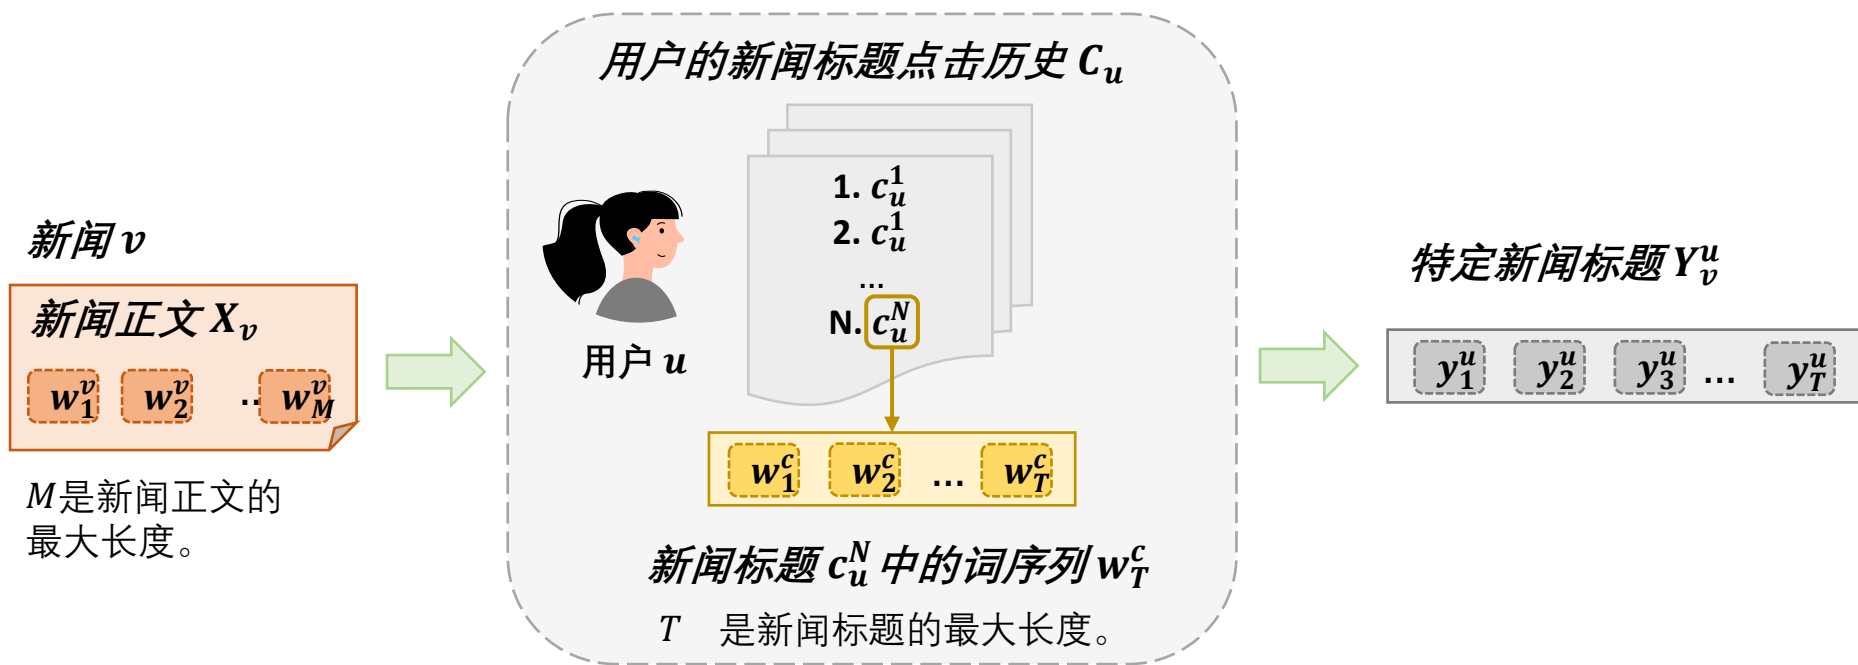 新闻 v
新闻正文 X_v
w_1^v w_2^v .. w_M^v
M是新闻正文的
最大长度。
用户的新闻标题点击历史 C_u
1. c_u^1
2. c_u^1
...
N. c_u^N
用户 u
w_1^c w_2^c ... w_T^c
新闻标题 c_u^N 中的词序列 w_T^c
T 是新闻标题的最大长度。
特定新闻标题 Y_v^u
y_1^u y_2^u y_3^u ... y_T^u